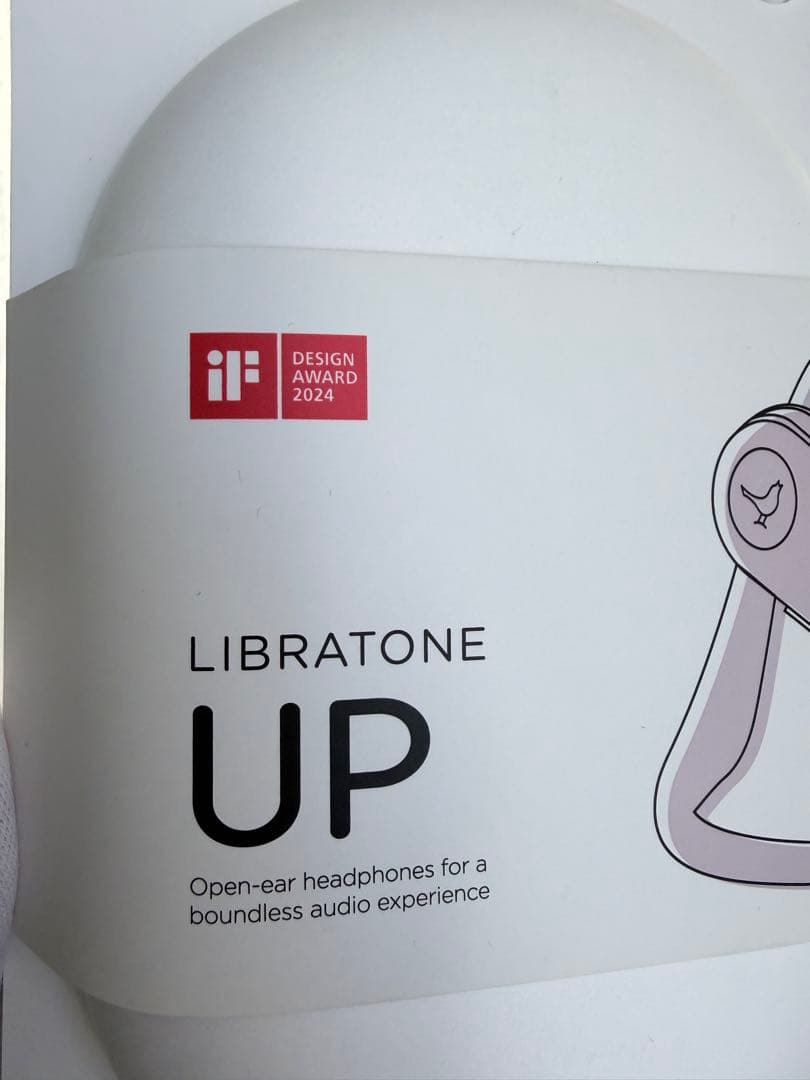 iF
DESIGN
AWARD
2024
LIBRATONE
UP
Open-ear headphones for a
boundless audio experience